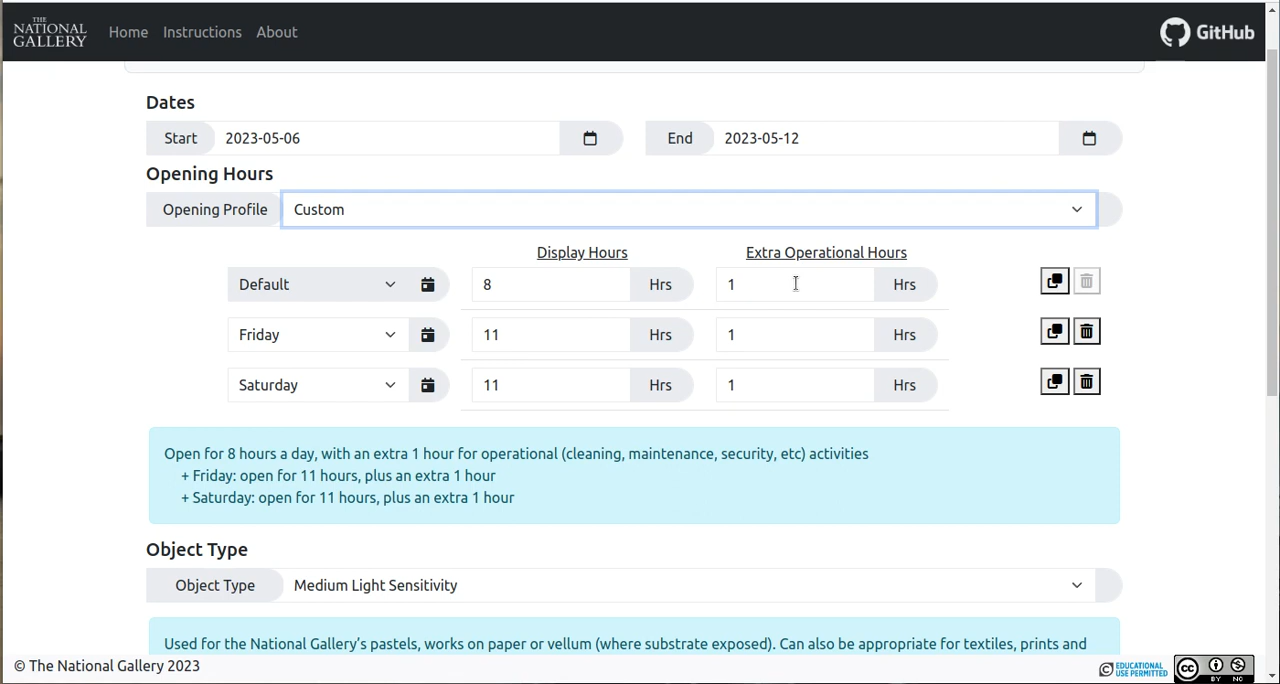 THE
NATIONAL
GALLERY
Home Instructions About
GitHub
Dates
Start 2023-05-06 End 2023-05-12
Opening Hours
Opening Profile Custom
Display Hours Extra Operational Hours
Default 8 Hrs 1 Hrs
Friday 11 Hrs 1 Hrs
Saturday 11 Hrs 1 Hrs
Open for 8 hours a day, with an extra 1 hour for operational (cleaning, maintenance, security, etc) activities
+ Friday: open for 11 hours, plus an extra 1 hour
+ Saturday: open for 11 hours, plus an extra 1 hour
Object Type
Object Type Medium Light Sensitivity
Used for the National Gallery's pastels, works on paper or vellum (where substrate exposed). Can also be appropriate for textiles, prints and
© The National Gallery 2023
EDUCATIONAL
USE PERMITTED
cc
BY NC